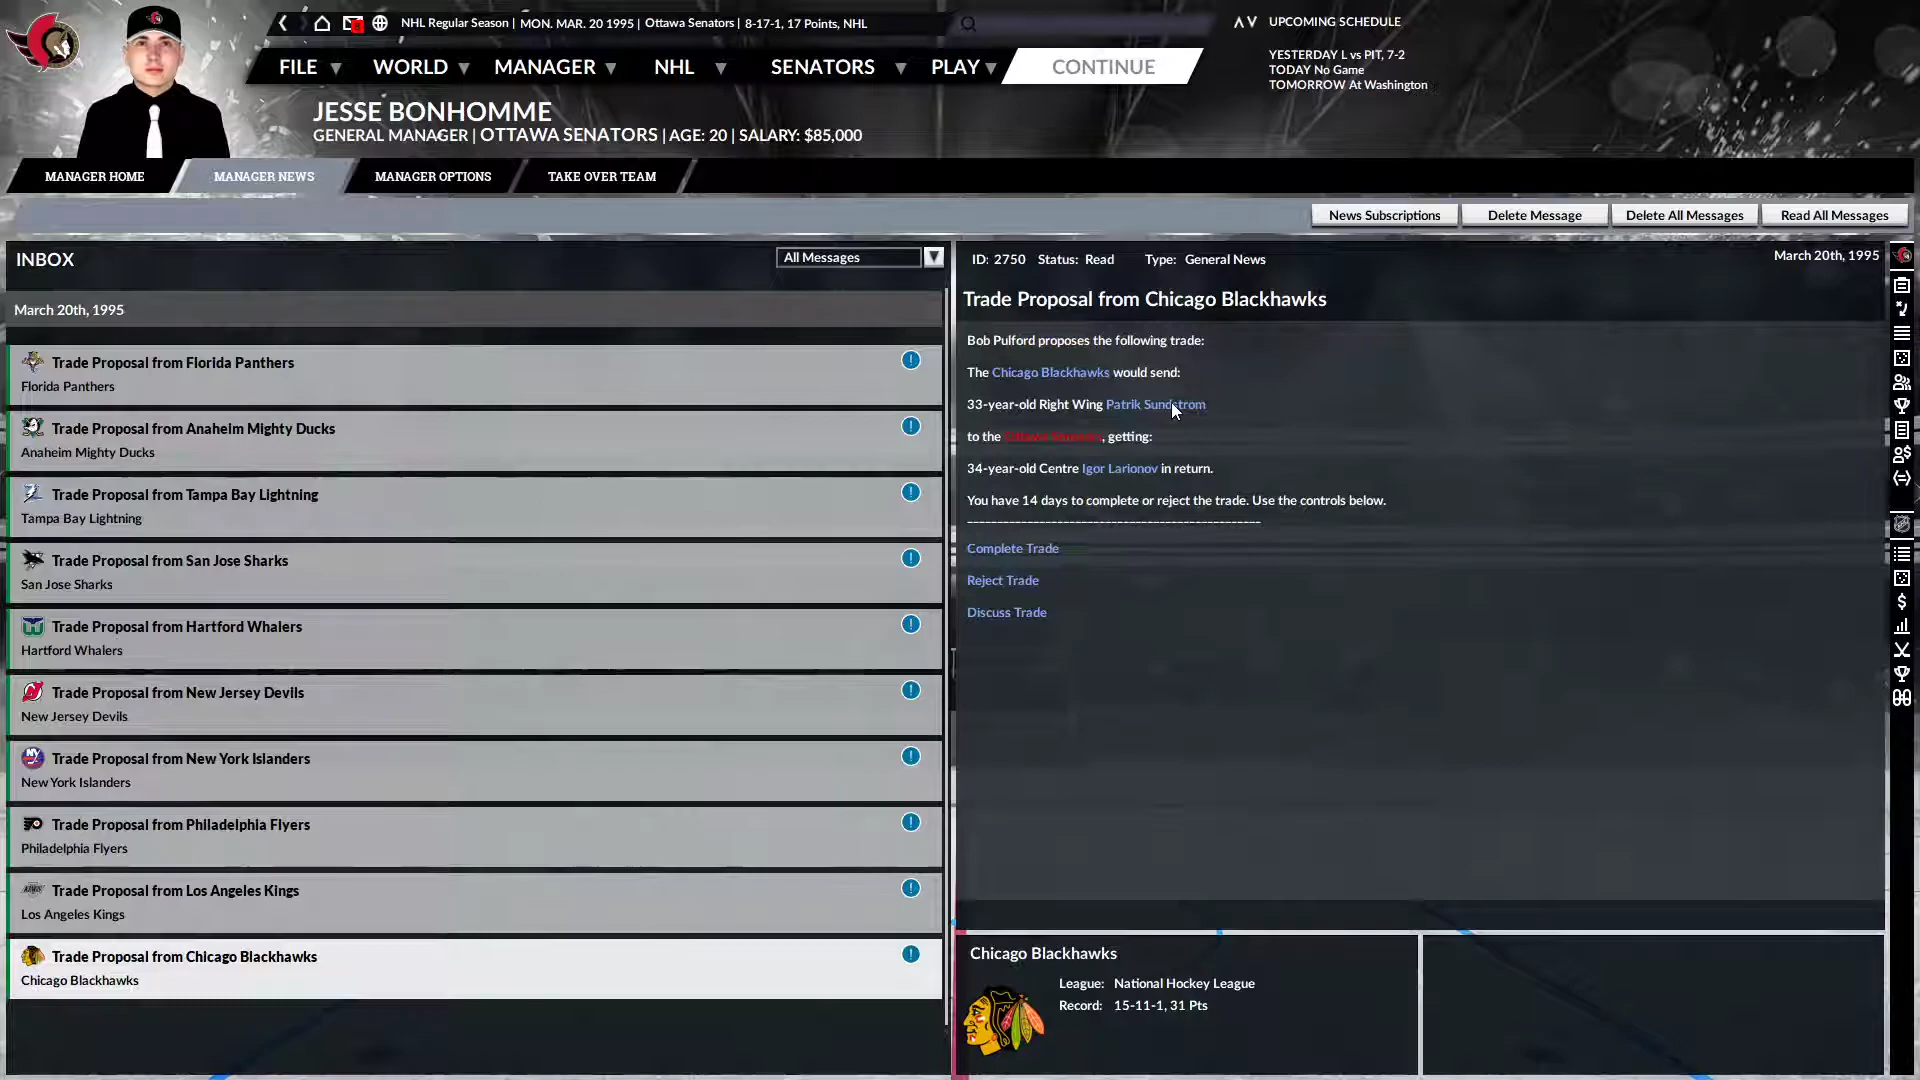 NHL Regular Season | MON. MAR. 20 1995 | Ottawa Senators | 8-17-1, 17 Points, NHL
UPCOMING SCHEDULE
YESTERDAY L vs PIT, 7-2
TODAY No Game
TOMORROW At Washington
FILE WORLD MANAGER NHL SENATORS PLAY CONTINUE
JESSE BONHOMME
GENERAL MANAGER | OTTAWA SENATORS | AGE: 20 | SALARY: $85,000
MANAGER HOME MANAGER NEWS MANAGER OPTIONS TAKE OVER TEAM
News Subscriptions Delete Message Delete All Messages Read All Messages
INBOX
All Messages
March 20th, 1995
Trade Proposal from Florida Panthers
Florida Panthers
Trade Proposal from Anaheim Mighty Ducks
Anaheim Mighty Ducks
Trade Proposal from Tampa Bay Lightning
Tampa Bay Lightning
Trade Proposal from San Jose Sharks
San Jose Sharks
Trade Proposal from Hartford Whalers
Hartford Whalers
Trade Proposal from New Jersey Devils
New Jersey Devils
Trade Proposal from New York Islanders
New York Islanders
Trade Proposal from Philadelphia Flyers
Philadelphia Flyers
Trade Proposal from Los Angeles Kings
Los Angeles Kings
Trade Proposal from Chicago Blackhawks
Chicago Blackhawks
ID: 2750 Status: Read Type: General News
March 20th, 1995
Trade Proposal from Chicago Blackhawks
Bob Pulford proposes the following trade:
The Chicago Blackhawks would send:
33-year-old Right Wing Patrik Sundstrom
to the Ottawa Senators, getting:
34-year-old Centre Igor Larionov in return.
You have 14 days to complete or reject the trade. Use the controls below.
Complete Trade
Reject Trade
Discuss Trade
Chicago Blackhawks
League: National Hockey League
Record: 15-11-1, 31 Pts